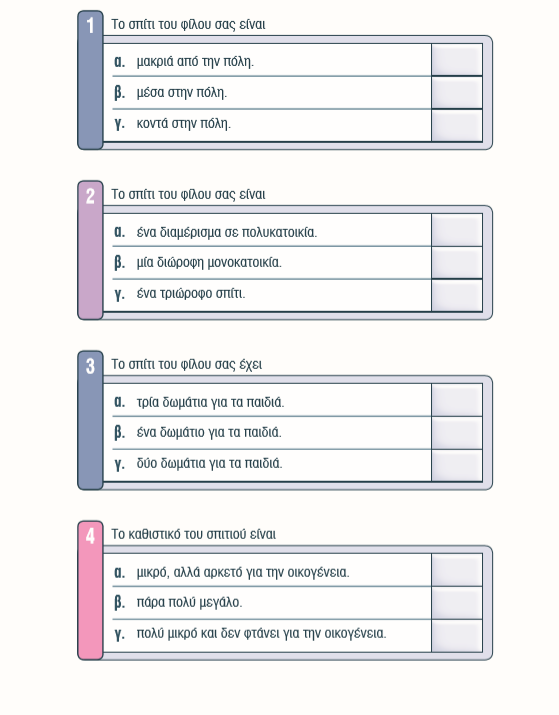 1 Το σπίτι του φίλου σας είναι
α. μακριά από την πόλη.
β. μέσα στην πόλη.
γ. κοντά στην πόλη.
2 Το σπίτι του φίλου σας είναι
α. ένα διαμέρισμα σε πολυκατοικία.
β. μία διώροφη μονοκατοικία.
γ. ένα τριώροφο σπίτι.
3 Το σπίτι του φίλου σας έχει
α. τρία δωμάτια για τα παιδιά.
β. ένα δωμάτιο για τα παιδιά.
γ. δύο δωμάτια για τα παιδιά.
4 Το καθιστικό του σπιτιού είναι
α. μικρό, αλλά αρκετό για την οικογένεια.
β. πάρα πολύ μεγάλο.
γ. πολύ μικρό και δεν φτάνει για την οικογένεια.